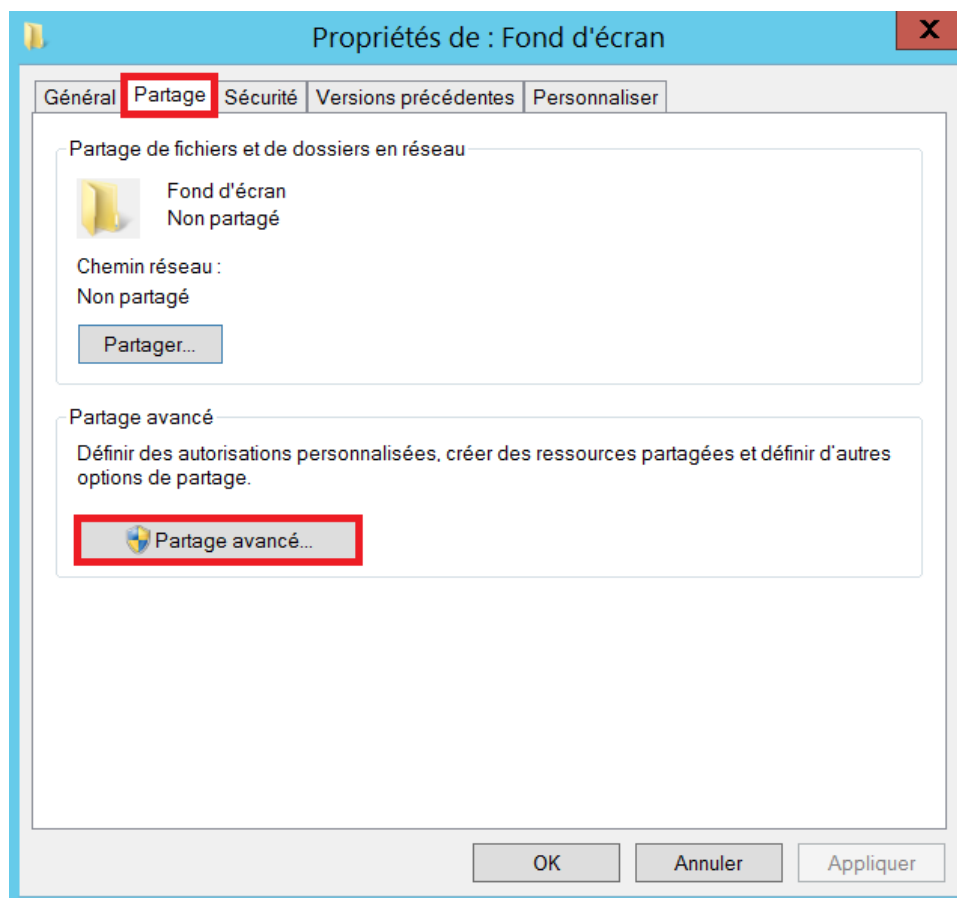 Propriétés de : Fond d'écran
X
Général Partage Sécurité Versions précédentes Personnaliser
Partage de fichiers et de dossiers en réseau
Fond d'écran
Non partagé
Chemin réseau :
Non partagé
Partager...
Partage avancé
Définir des autorisations personnalisées, créer des ressources partagées et définir d'autres
options de partage.
Partage avancé...
OK Annuler Appliquer